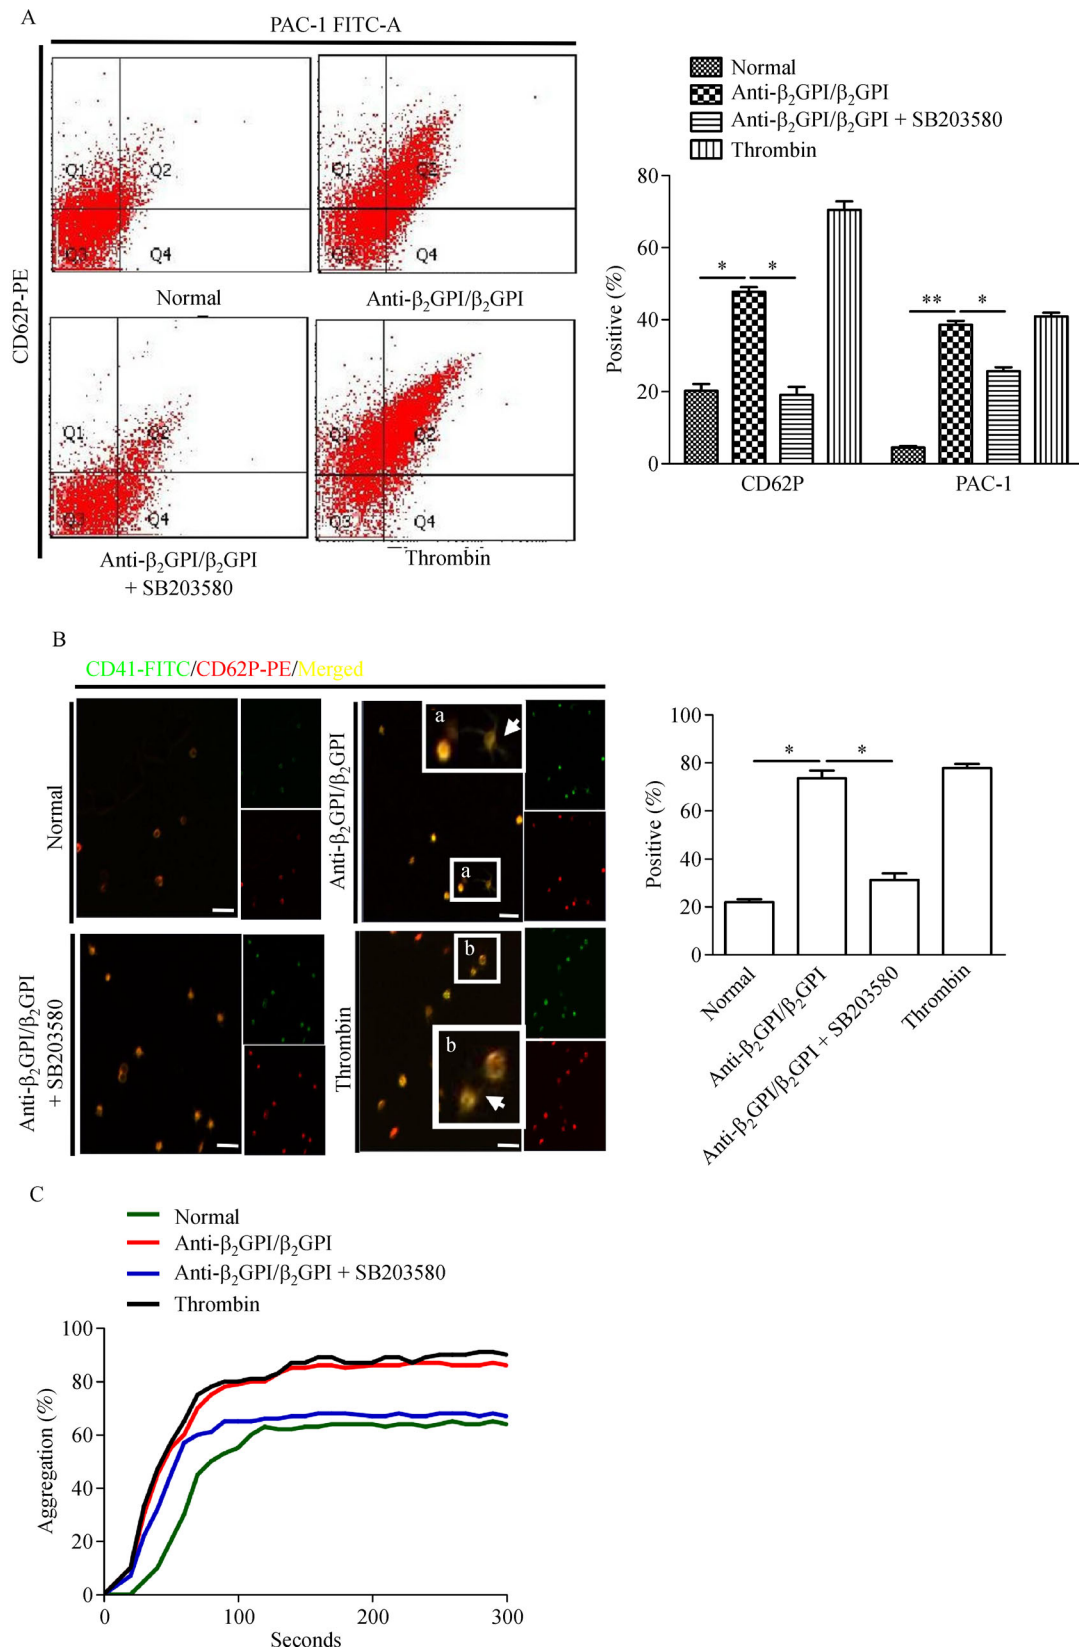 A
PAC-1 FITC-A
CD62P-PE
Q1
Q2
Q3
Q4
Normal
Q1
Q2
Q3
Q4
Anti-β₂GPI/β₂GPI
Q1
Q2
Q3
Q4
Anti-β₂GPI/β₂GPI
+ SB203580
Q1
Q2
Q3
Q4
Thrombin
Normal
Anti-β₂GPI/β₂GPI
Anti-β₂GPI/β₂GPI + SB203580
Thrombin
Positive (%)
80
60
40
20
0
*
*
**
*
CD62P
PAC-1
B
CD41-FITC/CD62P-PE/Merged
Normal
Anti-β₂GPI/β₂GPI
a
a
Anti-β₂GPI/β₂GPI
+ SB203580
Thrombin
b
b
Positive (%)
100
80
60
40
20
0
*
*
Normal
Anti-β₂GPI/β₂GPI
Anti-β₂GPI/β₂GPI + SB203580
Thrombin
C
Normal
Anti-β₂GPI/β₂GPI
Anti-β₂GPI/β₂GPI + SB203580
Thrombin
Aggregation (%)
100
80
60
40
20
0
0
100
200
300
Seconds